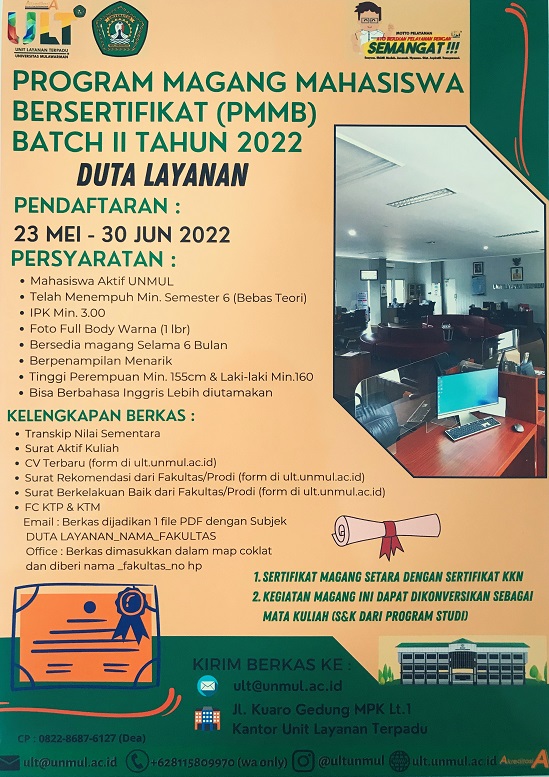 Akreditasi A
ULT
UNIT LAYANAN TERPADU
UNIVERSITAS MULAWARMAN
MOTTO PELAYANAN
SEMANGAT !!!
PROGRAM MAGANG MAHASISWA
BERSERTIFIKAT (PMMB)
BATCH II TAHUN 2022
DUTA LAYANAN
PENDAFTARAN :
23 MEI - 30 JUN 2022
PERSYARATAN :
• Mahasiswa Aktif UNMUL
• Telah Menempuh Min. Semester 6 (Bebas Teori)
• IPK Min. 3.00
• Foto Full Body Warna (1 lbr)
• Bersedia magang Selama 6 Bulan
• Berpenampilan Menarik
• Tinggi Perempuan Min. 155cm & Laki-laki Min.160
• Bisa Berbahasa Inggris Lebih diutamakan
KELENGKAPAN BERKAS :
• Transkip Nilai Sementara
• Surat Aktif Kuliah
• CV Terbaru (form di ult.unmul.ac.id)
• Surat Rekomendasi dari Fakultas/Prodi (form di ult.unmul.ac.id)
• Surat Berkelakuan Baik dari Fakultas/Prodi (form di ult.unmul.ac.id)
• FC KTP & KTM
Email : Berkas dijadikan 1 file PDF dengan Subjek
DUTA LAYANAN_NAMA_FAKULTAS
Office : Berkas dimasukkan dalam map coklat
dan diberi nama _fakultas_no hp
1. SERTIFIKAT MAGANG SETARA DENGAN SERTIFIKAT KKN
2. KEGIATAN MAGANG INI DAPAT DIKONVERSIKAN SEBAGAI
MATA KULIAH (S&K DARI PROGRAM STUDI)
KIRIM BERKAS KE :
ult@unmul.ac.id
Jl. Kuaro Gedung MPK Lt.1
Kantor Unit Layanan Terpadu
CP : 0822-8687-6127 (Dea)
ult@unmul.ac.id
+628115809970 (wa only)
@ultunmul
ult.unmul.ac.id
Akreditasi A